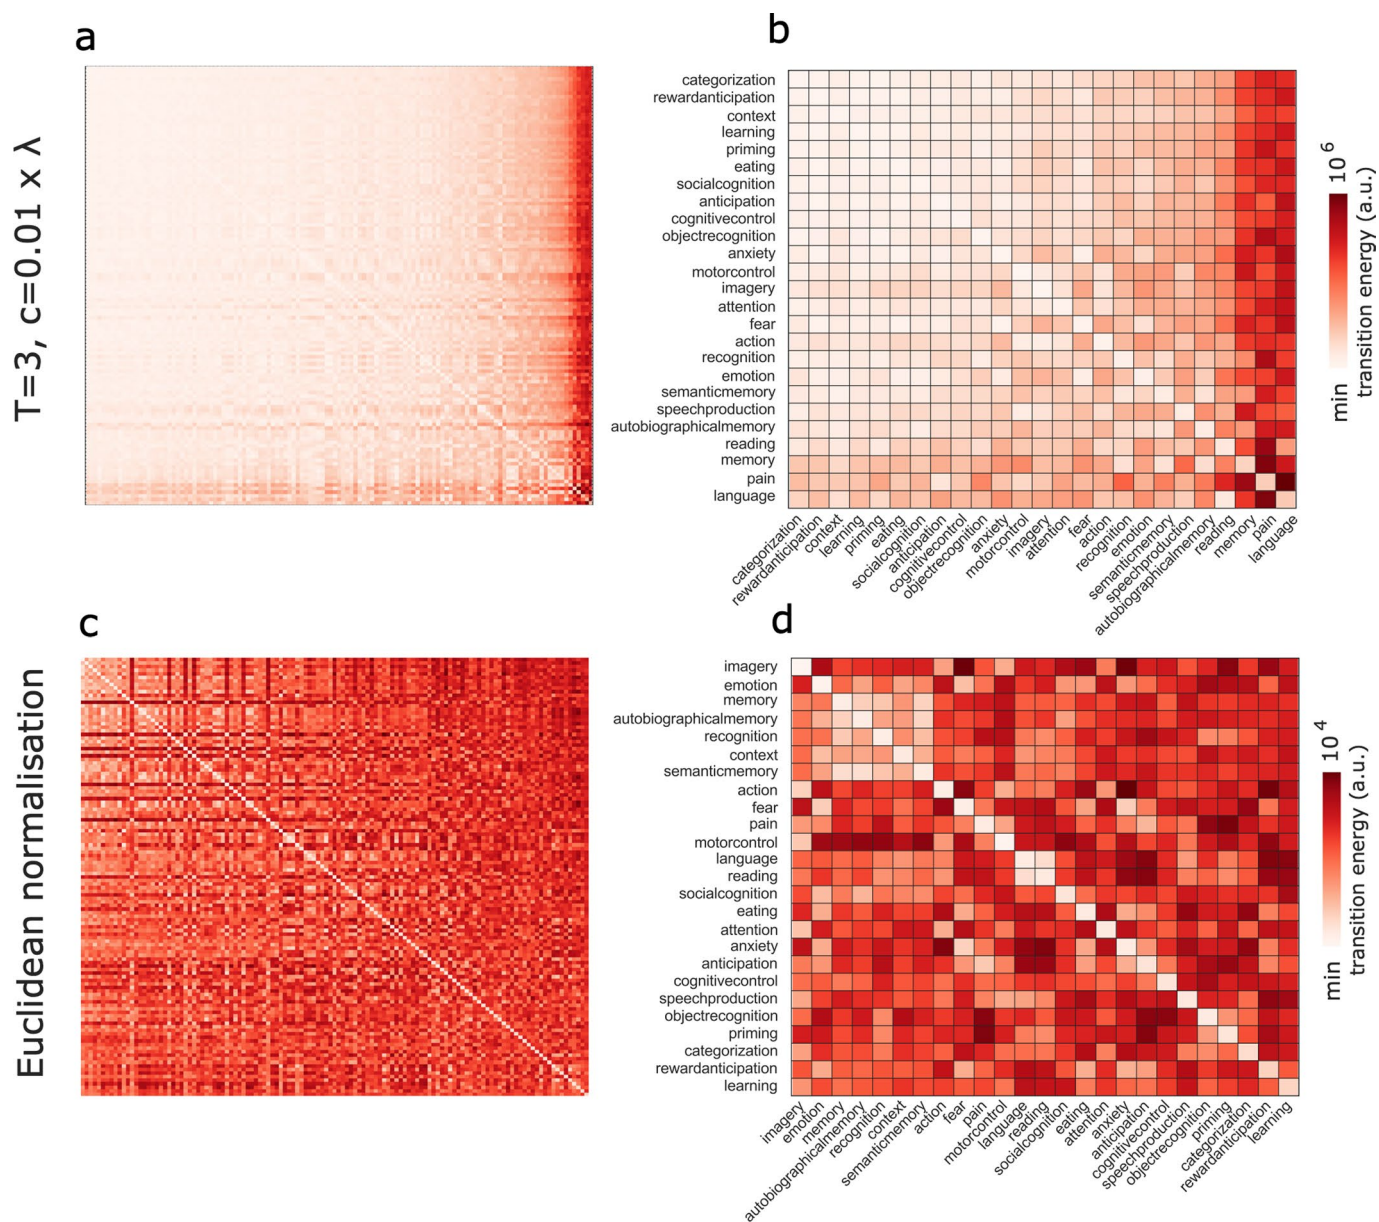 a
T=3, c=0.01 x λ
b
categorization
rewardanticipation
context
learning
priming
eating
socialcognition
anticipation
cognitivecontrol
objectrecognition
anxiety
motorcontrol
imagery
attention
fear
action
recognition
emotion
semanticmemory
speechproduction
autobiographicalmemory
reading
memory
pain
language
categorization
rewardanticipation
context
learning
priming
eating
socialcognition
anticipation
cognitivecontrol
objectrecognition
anxiety
motorcontrol
imagery
attention
fear
action
recognition
emotion
semanticmemory
speechproduction
autobiographicalmemory
reading
memory
pain
language
min 10⁶
transition energy (a.u.)
c
Euclidean normalisation
d
imagery
emotion
memory
autobiographicalmemory
recognition
context
semanticmemory
action
fear
pain
motorcontrol
language
reading
socialcognition
eating
attention
anxiety
anticipation
cognitivecontrol
speechproduction
objectrecognition
priming
categorization
rewardanticipation
learning
imagery
emotion
memory
autobiographicalmemory
recognition
context
semanticmemory
action
fear
pain
motorcontrol
language
reading
socialcognition
eating
attention
anxiety
anticipation
cognitivecontrol
speechproduction
objectrecognition
priming
categorization
rewardanticipation
learning
min 10⁴
transition energy (a.u.)